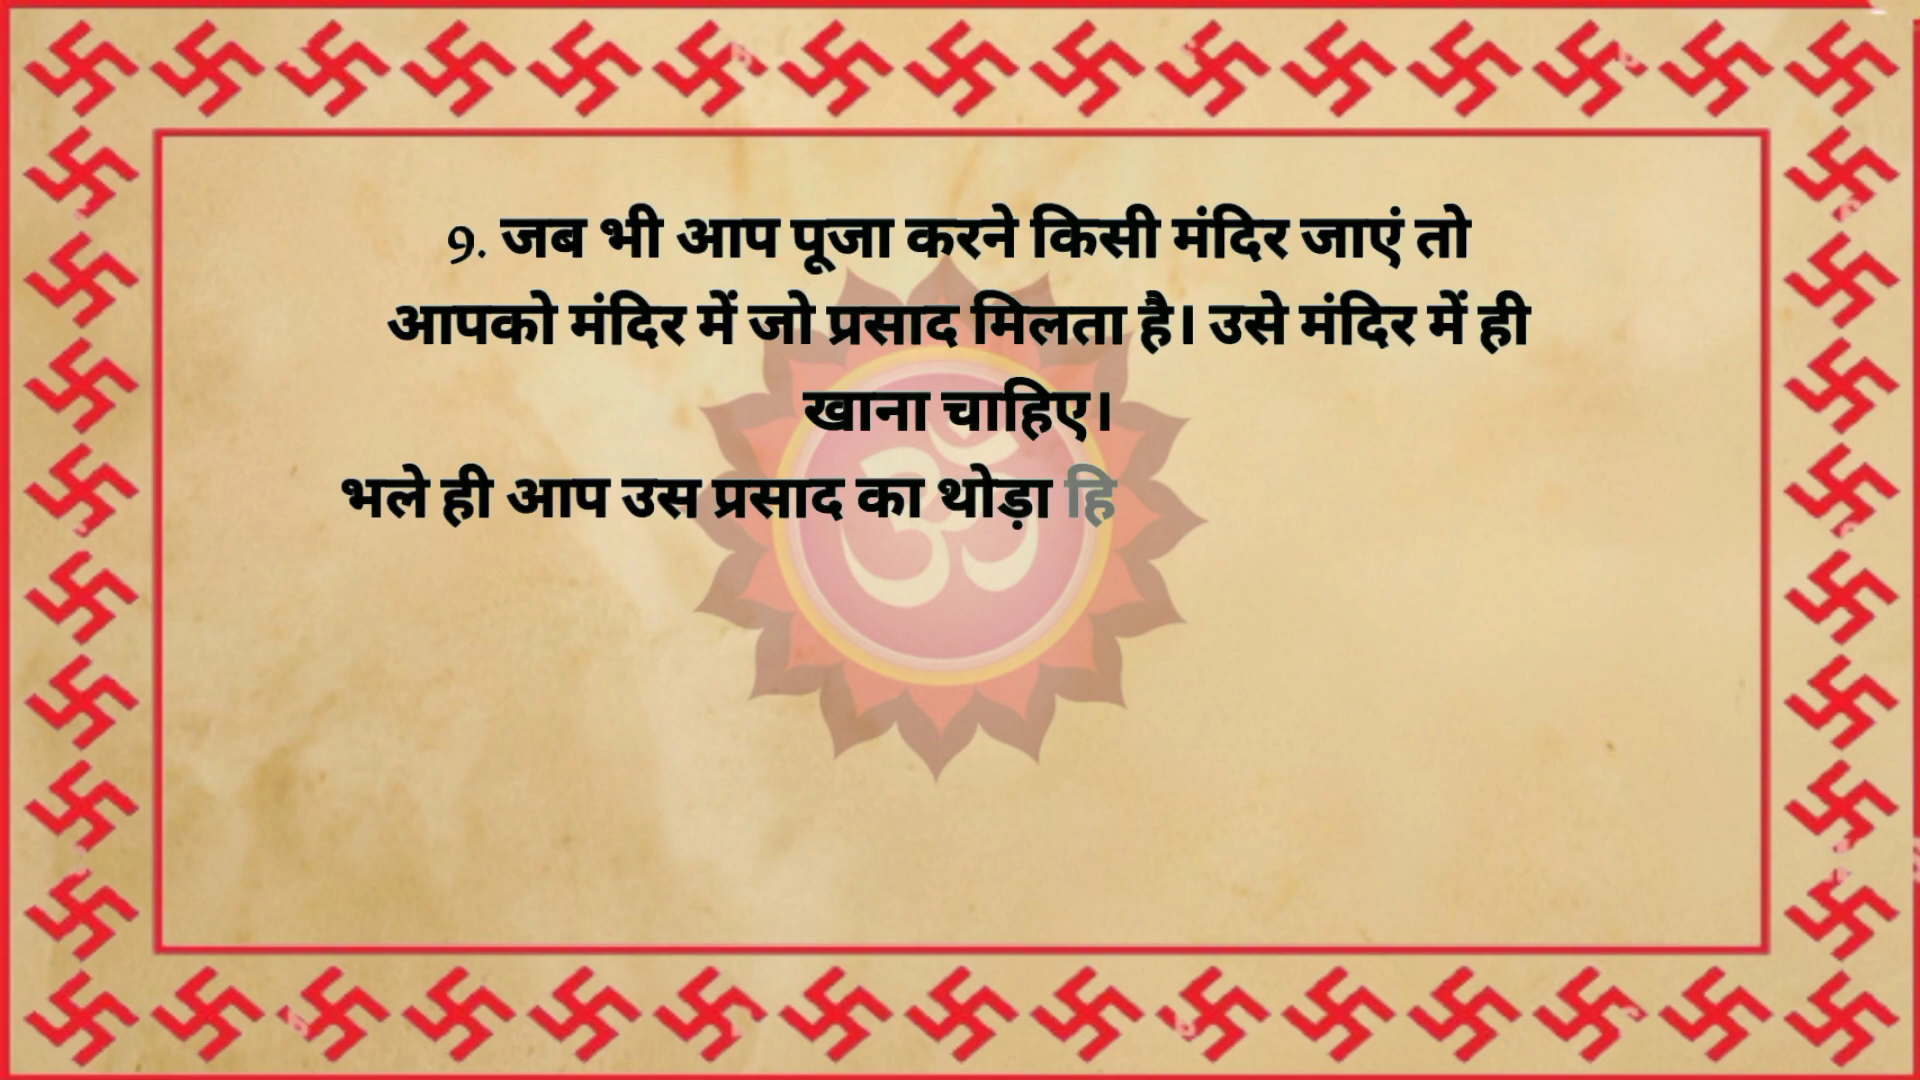 9. जब भी आप पूजा करने किसी मंदिर जाएं तो
आपको मंदिर में जो प्रसाद मिलता है। उसे मंदिर में ही
खाना चाहिए।
भले ही आप उस प्रसाद का थोड़ा हि
ॐ